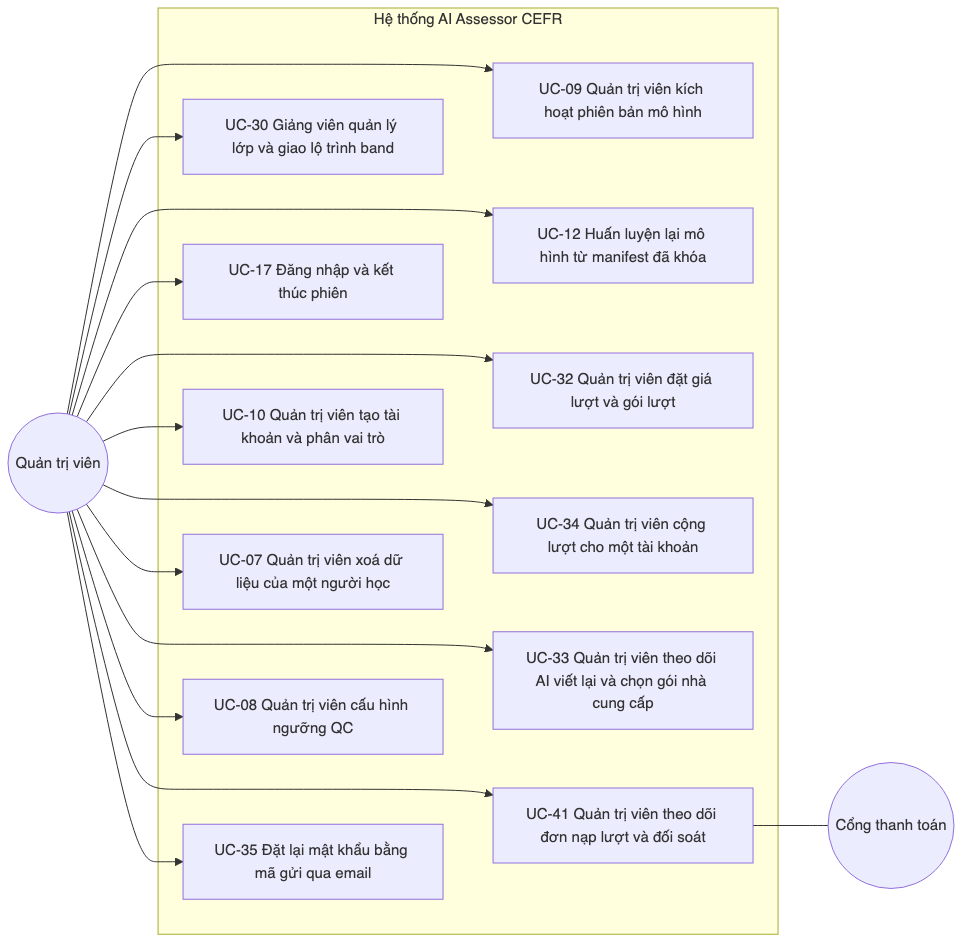 Hệ thống AI Assessor CEFR
UC-09 Quản trị viên kích
hoạt phiên bản mô hình
UC-30 Giảng viên quản lý
lớp và giao lộ trình band
UC-12 Huấn luyện lại mô
hình từ manifest đã khóa
UC-17 Đăng nhập và kết
thúc phiên
UC-32 Quản trị viên đặt giá
lượt và gói lượt
UC-10 Quản trị viên tạo tài
khoản và phân vai trò
Quản trị viên
UC-34 Quản trị viên cộng
lượt cho một tài khoản
UC-07 Quản trị viên xoá dữ
liệu của một người học
UC-33 Quản trị viên theo dõi
AI viết lại và chọn gói nhà
cung cấp
UC-08 Quản trị viên cấu hình
ngưỡng QC
UC-41 Quản trị viên theo dõi
đơn nạp lượt và đối soát
Cổng thanh toán
UC-35 Đặt lại mật khẩu bằng
mã gửi qua email